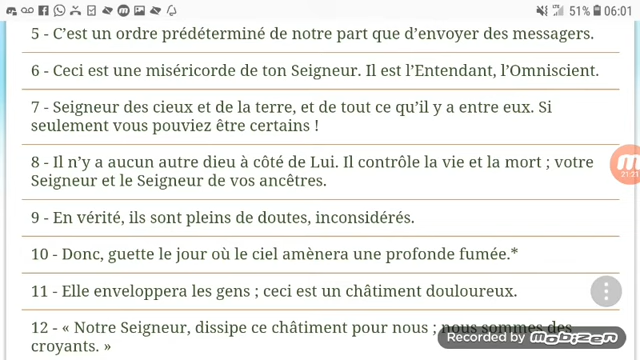 51% 06:01
5 - C’est un ordre prédéterminé de notre part que d’envoyer des messagers.
6 - Ceci est une miséricorde de ton Seigneur. Il est l’Entendant, l’Omniscient.
7 - Seigneur des cieux et de la terre, et de tout ce qu’il y a entre eux. Si
seulement vous pouviez être certains !
21:21
8 - Il n’y a aucun autre dieu à côté de Lui. Il contrôle la vie et la mort ; votre
Seigneur et le Seigneur de vos ancêtres.
9 - En vérité, ils sont pleins de doutes, inconsidérés.
10 - Donc, guette le jour où le ciel amènera une profonde fumée.*
11 - Elle enveloppera les gens ; ceci est un châtiment douloureux.
12 - « Notre Seigneur, dissipe ce châtiment pour nous ; nous sommes des
croyants. »
Recorded by mobizen